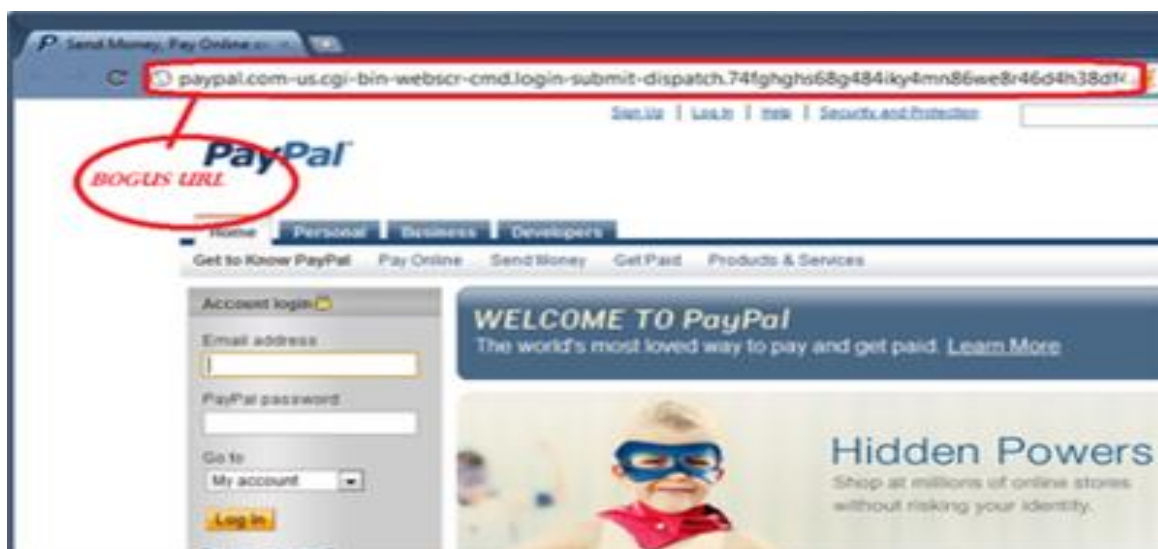 Send Money, Pay Online
paypal.com-us.cgi-bin-webscr-cmd.login-submit-dispatch.74fghghs68g484iky4mn86we8r46d4h38df
Sign Up | Log In | Help | Security and Protection
PayPal
BOGUS URL
Home Personal Business Developers
Get to Know PayPal Pay Online Send Money Get Paid Products & Services
Account login
Email address
PayPal password
Go to
My account
Log In
WELCOME TO PayPal
The world's most loved way to pay and get paid. Learn More
Hidden Powers
Shop at millions of online stores
without risking your identity.